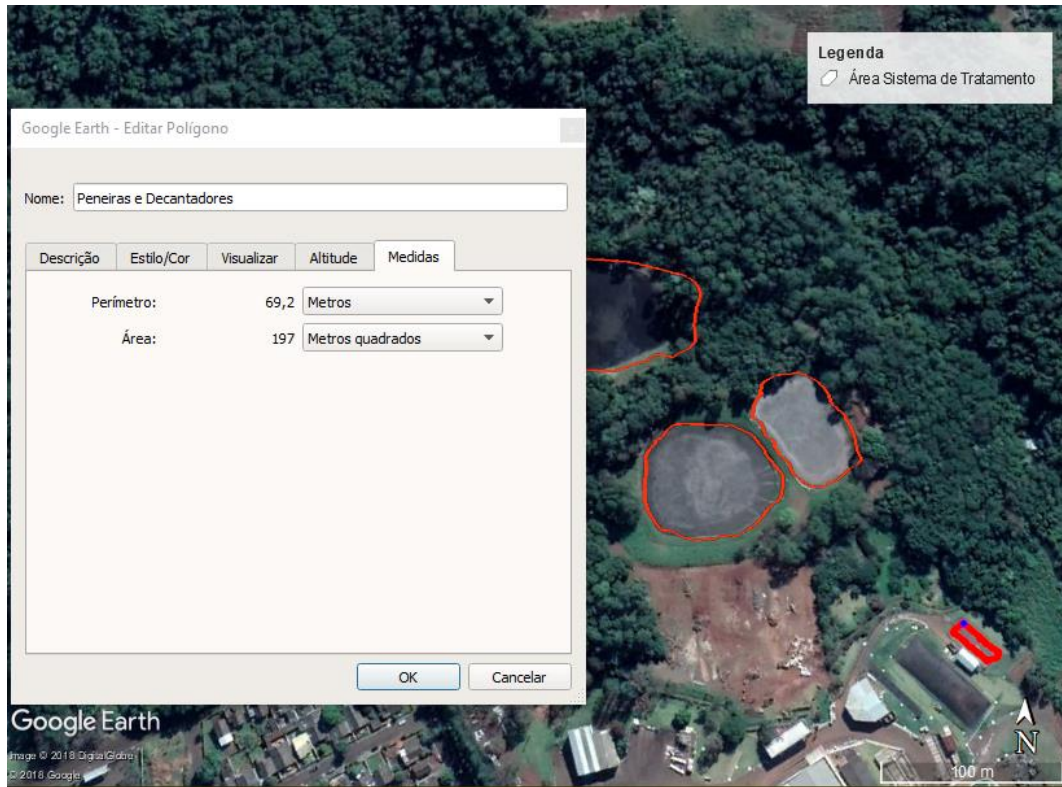 Legenda
Área Sistema de Tratamento
Google Earth - Editar Polígono
Nome: Peneiras e Decantadores
Descrição Estilo/Cor Visualizar Altitude Medidas
Perímetro: 69,2 Metros
Área: 197 Metros quadrados
OK Cancelar
Google Earth
Image © 2018 DigitalGlobe
© 2018 Google
N
100 m